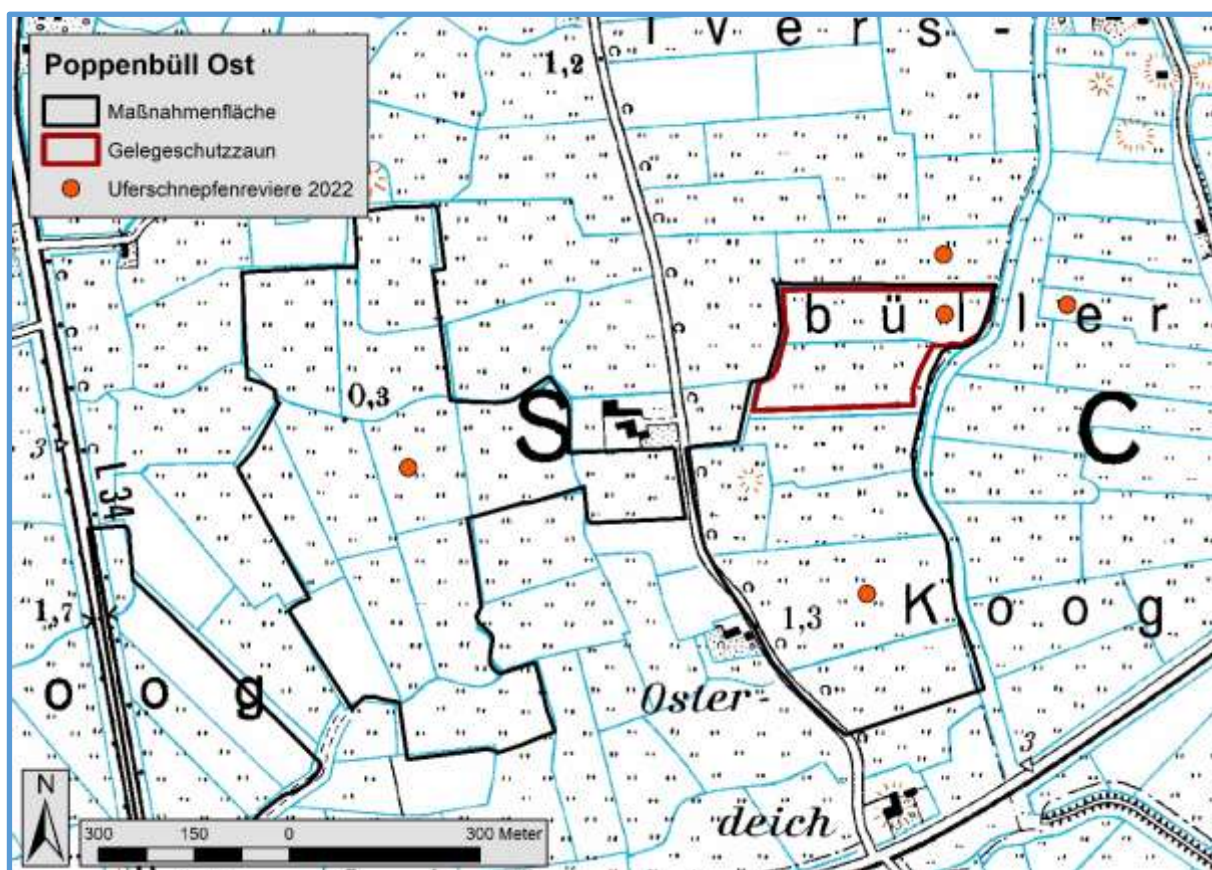 Poppenbüll Ost
Maßnahmenfläche
Gelegeschutzzaun
Uferschnepfenreviere 2022
1,2
i v e r s -
b ü l l e r
0,3
S
C
3
L 34
1,7
1,3
K o o g
o o g
Oster-
3
deich
N
300 150 0 300 Meter